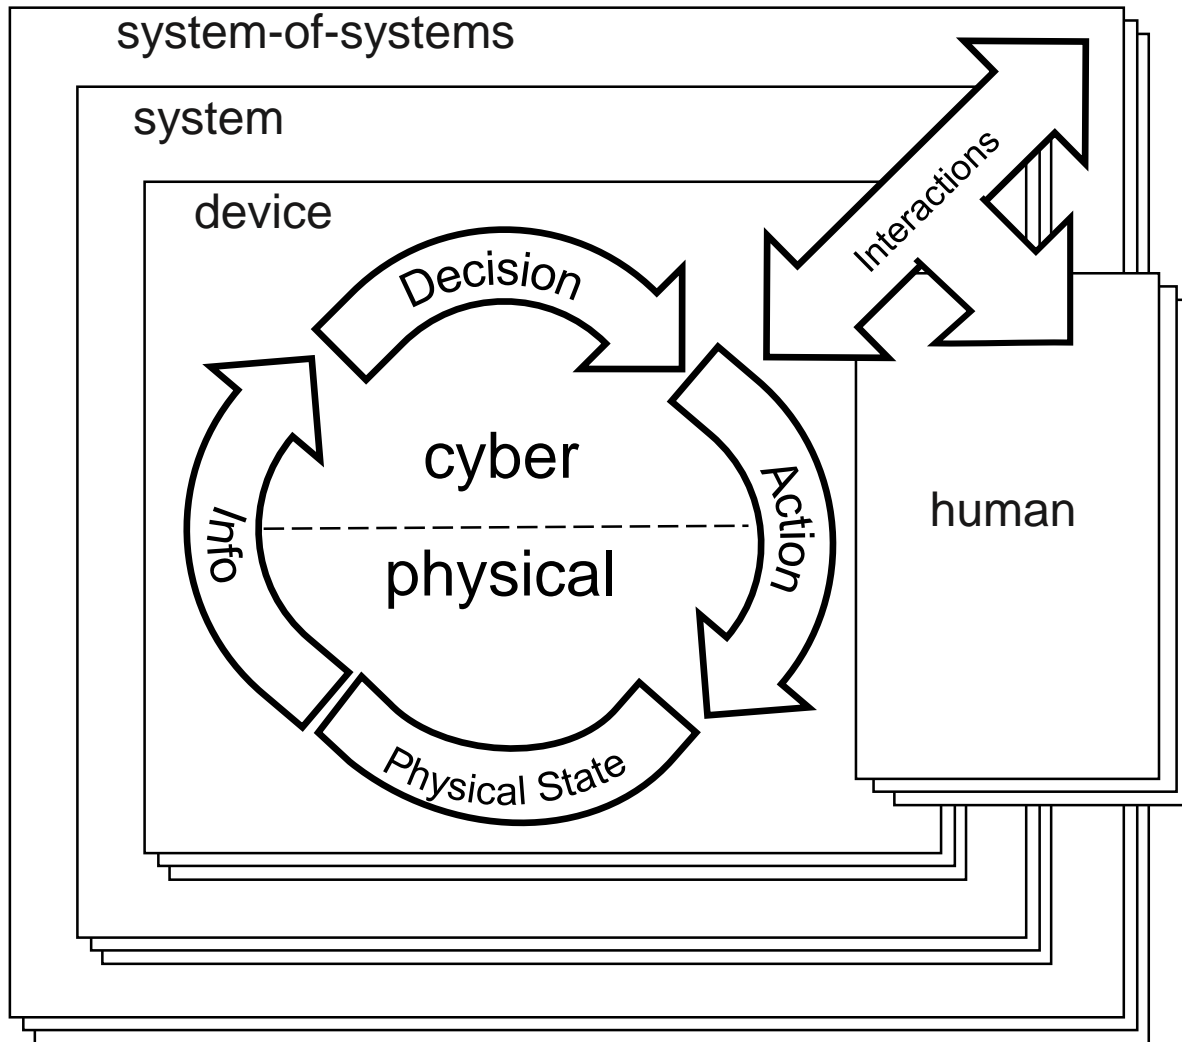 system-of-systems
system
device
Interactions
Decision
cyber
Action
human
Info
physical
Physical State